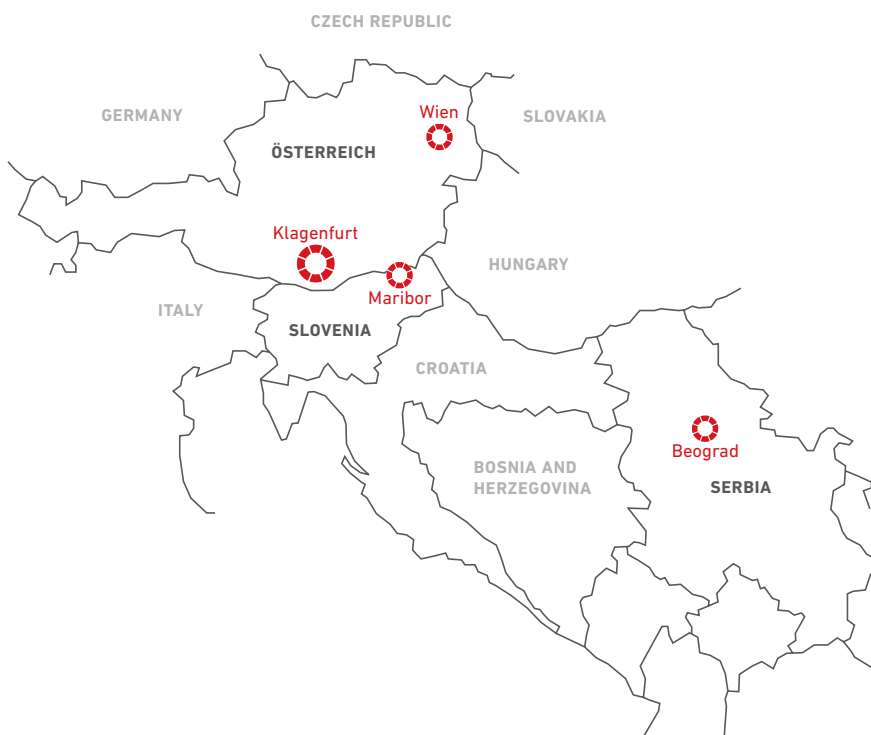 CZECH REPUBLIC
GERMANY
Wien
SLOVAKIA
ÖSTERREICH
Klagenfurt
HUNGARY
Maribor
ITALY
SLOVENIA
CROATIA
Beograd
BOSNIA AND
HERZEGOVINA
SERBIA